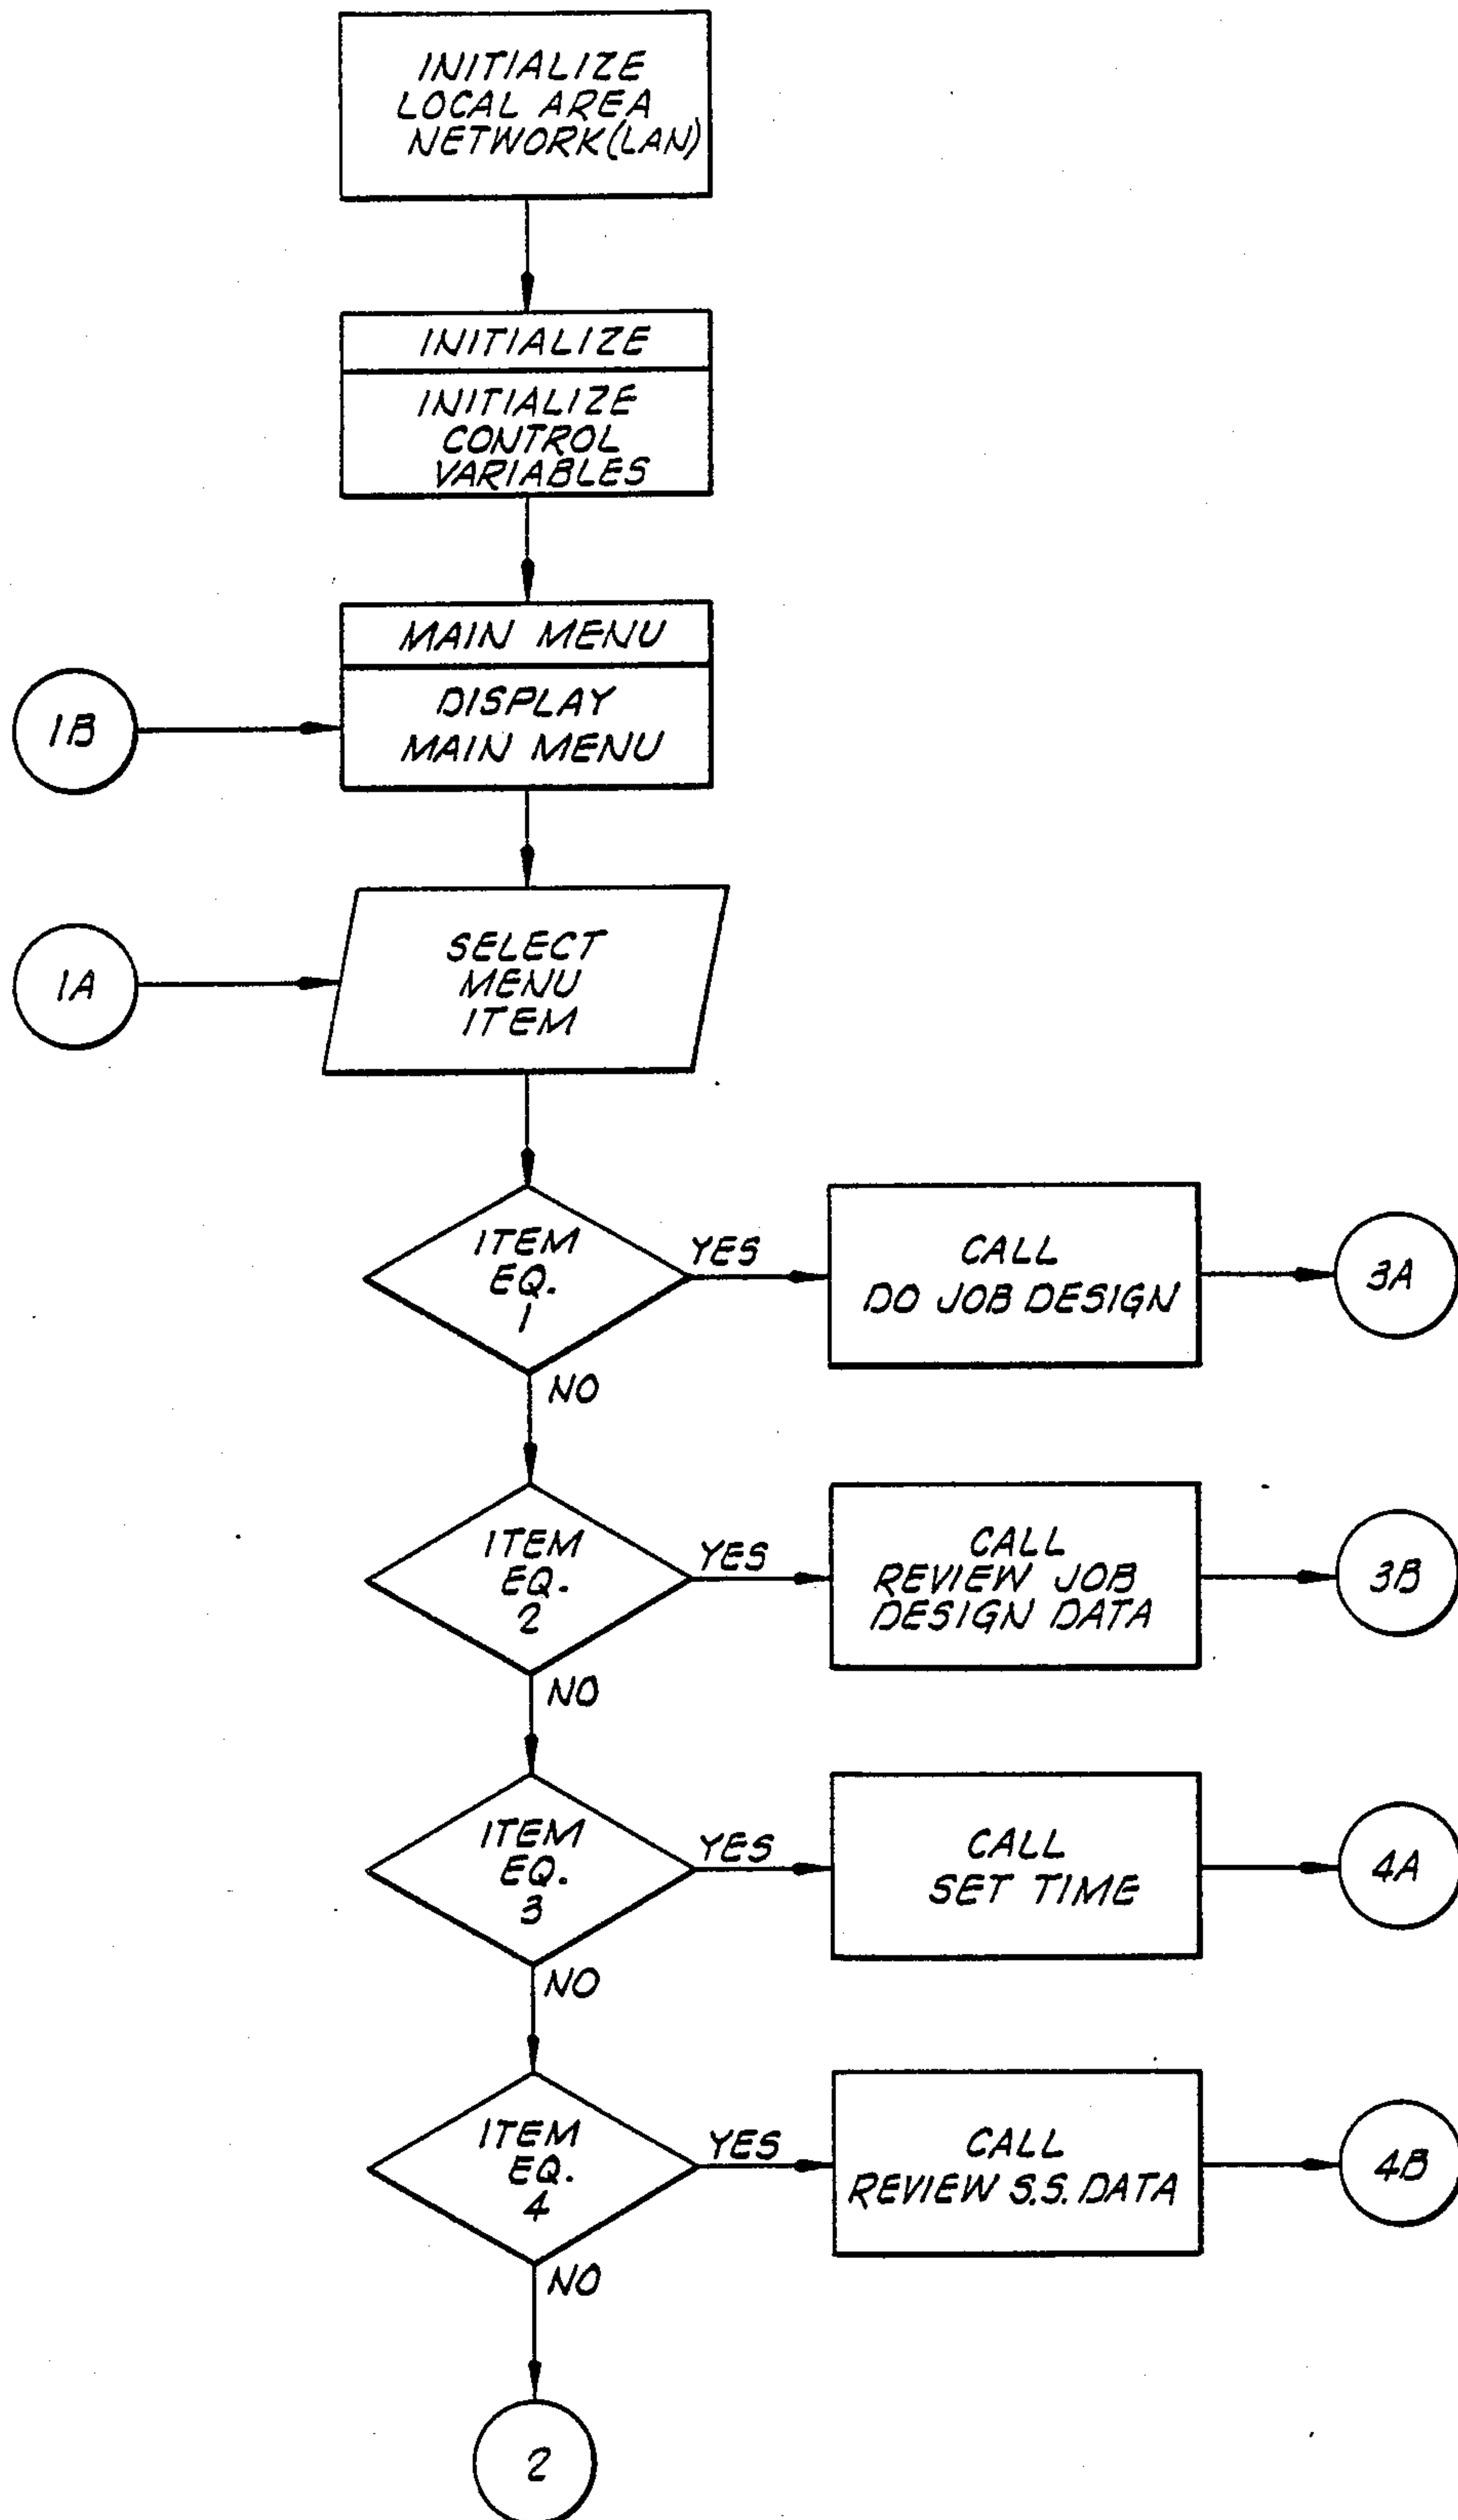 INITIALIZE
LOCAL AREA
NETWORK(LAN)
INITIALIZE
INITIALIZE
CONTROL
VARIABLES
MAIN MENU
1B
DISPLAY
MAIN MENU
1A
SELECT
MENU
ITEM
ITEM
EQ.
1
YES
CALL
DO JOB DESIGN
3A
NO
ITEM
EQ.
2
YES
CALL
REVIEW JOB
DESIGN DATA
3B
NO
ITEM
EQ.
3
YES
CALL
SET TIME
4A
NO
ITEM
EQ.
4
YES
CALL
REVIEW S.S. DATA
4B
NO
2